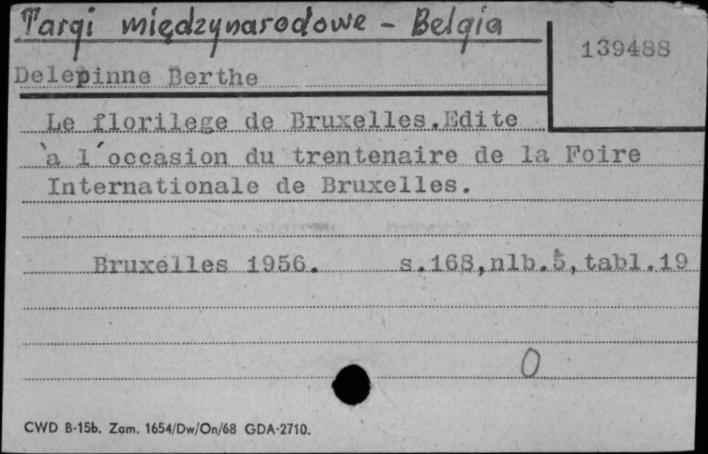 Targi międzynarodowe - Belgia
139488
Delepinne Berthe
Le florilege de Bruxelles.Edite
à l'occasion du trentenaire de la Foire
Internationale de Bruxelles.
Bruxelles 1956. s.168,nlb.5,tabl.19
0
CWD B-15b. Zam. 1654/Dw/On/68 GDA-2710.